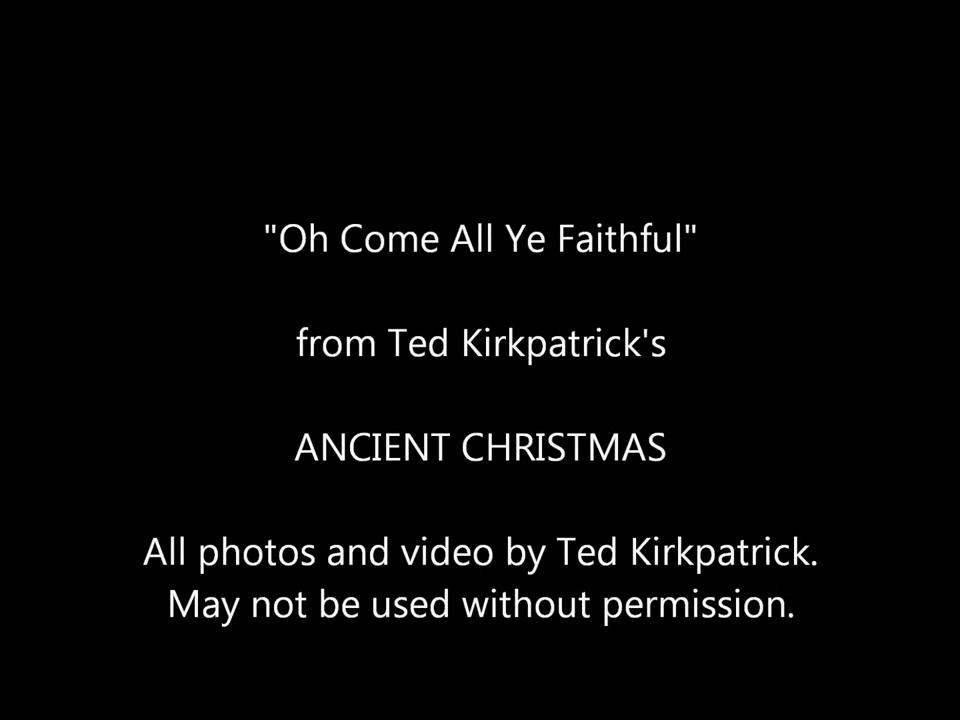 "Oh Come All Ye Faithful"
from Ted Kirkpatrick's
ANCIENT CHRISTMAS
All photos and video by Ted Kirkpatrick.
May not be used without permission.